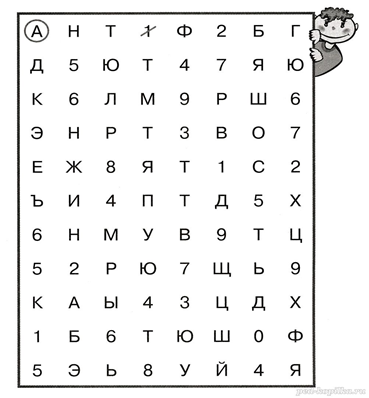 А Н Т 1 Ф 2 Б Г
Д 5 Ю Т 4 7 Я Ю
К 6 Л М 9 Р Ш 6
Э Н Р Т 3 В О 7
Е Ж 8 Я Т 1 С 2
Ъ И 4 П Т Д 5 Х
6 Н М У В 9 Т Ц
5 2 Р Ю 7 Щ Ь 9
К А Ы 4 3 Ц Д Х
1 Б 6 Т Ю Ш 0 Ф
5 Э Ь 8 У Й 4 Я